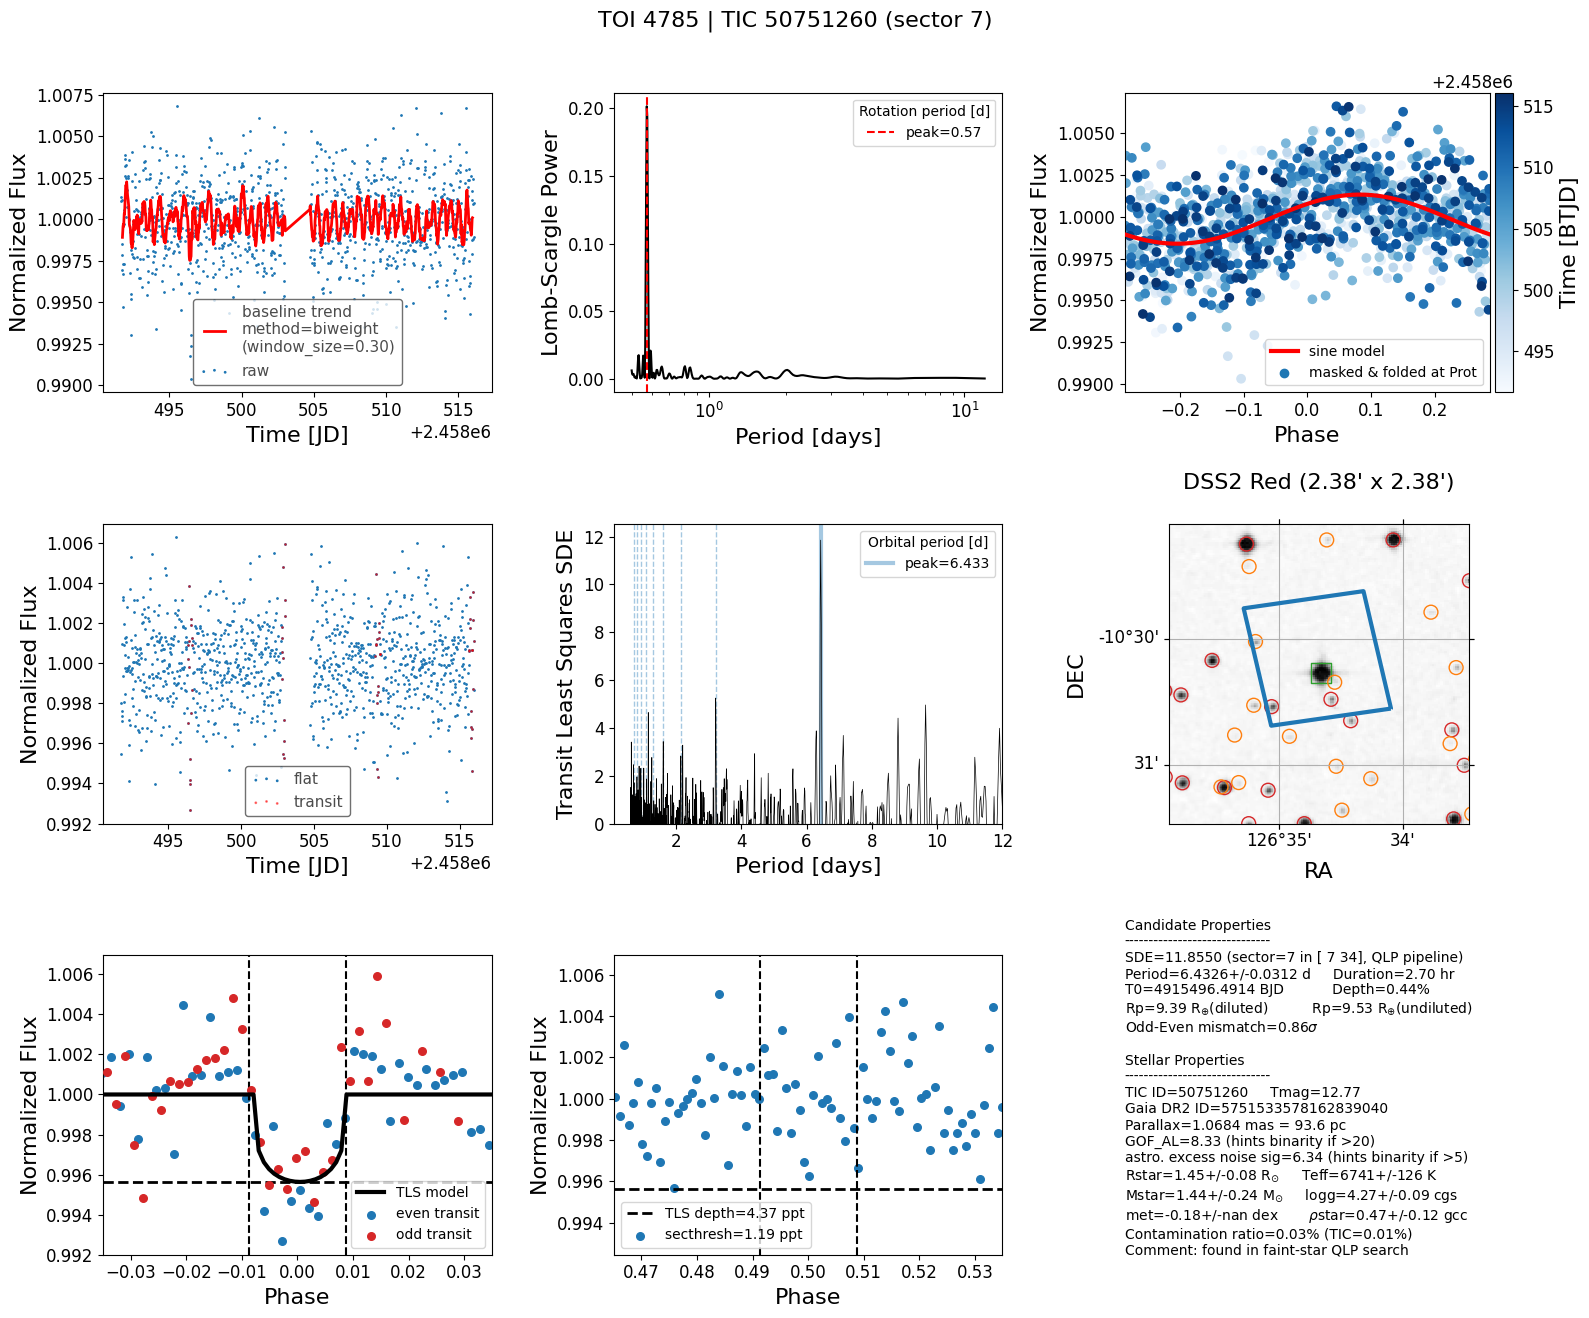 TOI 4785 | TIC 50751260 (sector 7)
1.0075
1.0050
1.0025
1.0000
0.9975
0.9950
0.9925
0.9900
Normalized Flux
baseline trend
method=biweight
(window_size=0.30)
raw
495 500 505 510 515
Time [JD]
+2.458e6
0.20
0.15
0.10
0.05
0.00
Lomb-Scargle Power
Rotation period [d]
peak=0.57
10⁰ 10¹
Period [days]
+2.458e6
1.0050
1.0025
1.0000
0.9975
0.9950
0.9925
0.9900
Normalized Flux
sine model
masked & folded at Prot
−0.2 −0.1 0.0 0.1 0.2
Phase
515
510
505
500
495
Time [BTJD]
1.006
1.004
1.002
1.000
0.998
0.996
0.994
0.992
Normalized Flux
flat
transit
495 500 505 510 515
Time [JD]
+2.458e6
12
10
8
6
4
2
0
Transit Least Squares SDE
Orbital period [d]
peak=6.433
2 4 6 8 10 12
Period [days]
DSS2 Red (2.38' x 2.38')
-10°30'
31'
DEC
126°35' 34'
RA
1.006
1.004
1.002
1.000
0.998
0.996
0.994
0.992
Normalized Flux
TLS model
even transit
odd transit
−0.03 −0.02 −0.01 0.00 0.01 0.02 0.03
Phase
1.006
1.004
1.002
1.000
0.998
0.996
0.994
Normalized Flux
TLS depth=4.37 ppt
secthresh=1.19 ppt
0.47 0.48 0.49 0.50 0.51 0.52 0.53
Phase
Candidate Properties
------------------------------
SDE=11.8550 (sector=7 in [ 7 34], QLP pipeline)
Period=6.4326+/-0.0312 d Duration=2.70 hr
T0=4915496.4914 BJD Depth=0.44%
Rp=9.39 R⊕(diluted) Rp=9.53 R⊕(undiluted)
Odd-Even mismatch=0.86σ
Stellar Properties
------------------------------
TIC ID=50751260 Tmag=12.77
Gaia DR2 ID=5751533578162839040
Parallax=1.0684 mas = 93.6 pc
GOF_AL=8.33 (hints binarity if >20)
astro. excess noise sig=6.34 (hints binarity if >5)
Rstar=1.45+/-0.08 R⊙ Teff=6741+/-126 K
Mstar=1.44+/-0.24 M⊙ logg=4.27+/-0.09 cgs
met=-0.18+/-nan dex ρstar=0.47+/-0.12 gcc
Contamination ratio=0.03% (TIC=0.01%)
Comment: found in faint-star QLP search